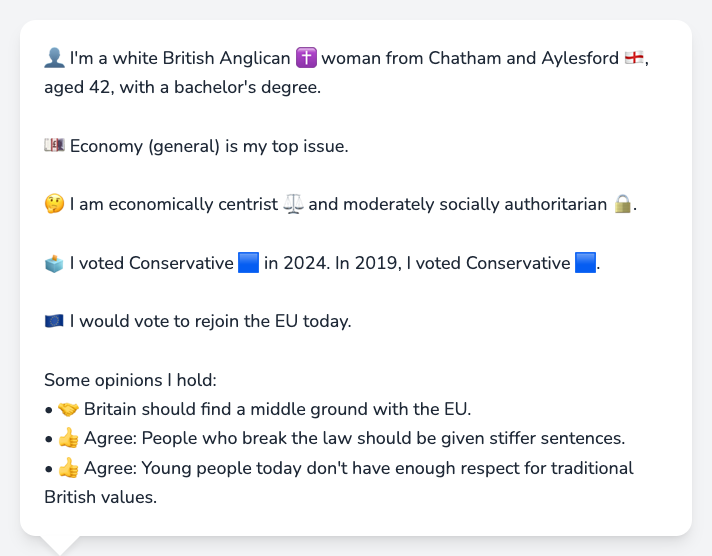 👤 I'm a white British Anglican ✝️ woman from Chatham and Aylesford 🏴󠁧󠁢󠁥󠁮󠁧󠁿,
aged 42, with a bachelor's degree.
💷 Economy (general) is my top issue.
🤔 I am economically centrist ⚖️ and moderately socially authoritarian 🔒.
🗳️ I voted Conservative 🟦 in 2024. In 2019, I voted Conservative 🟦.
🇪🇺 I would vote to rejoin the EU today.
Some opinions I hold:
• 🤝 Britain should find a middle ground with the EU.
• 👍 Agree: People who break the law should be given stiffer sentences.
• 👍 Agree: Young people today don't have enough respect for traditional
British values.